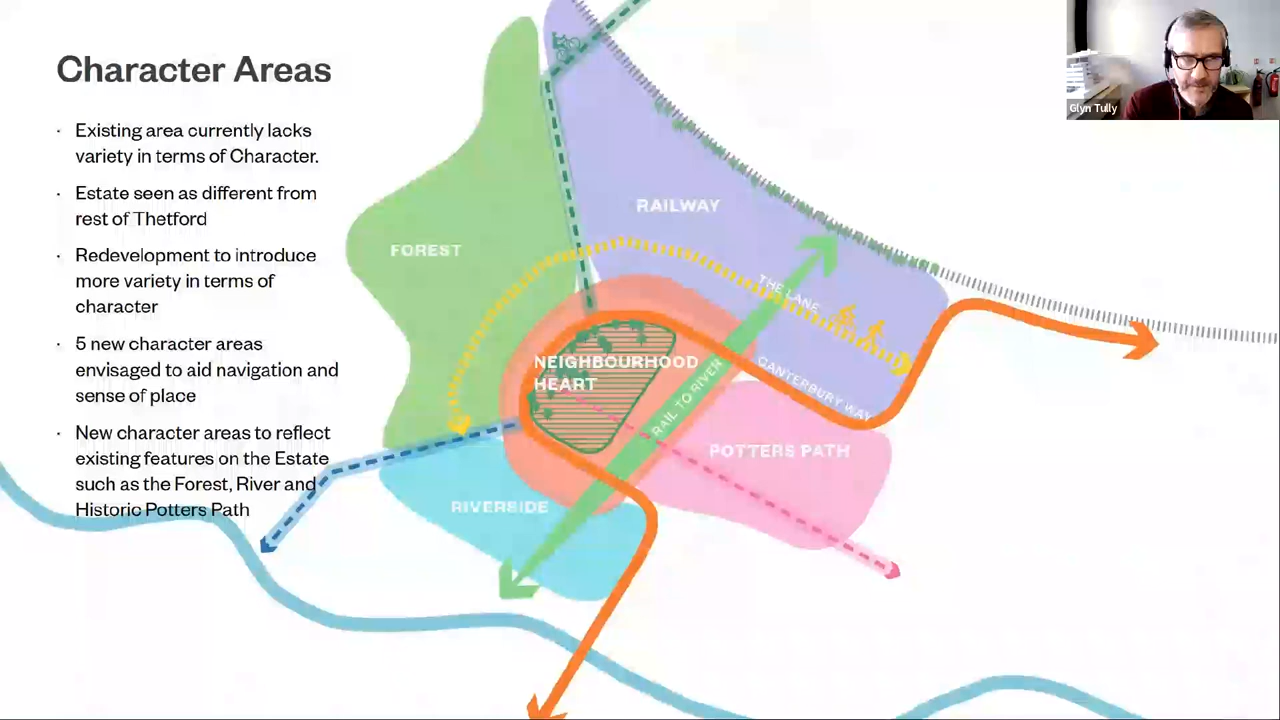 Character Areas
· Existing area currently lacks
variety in terms of Character.
· Estate seen as different from
rest of Thetford
· Redevelopment to introduce
more variety in terms of
character
· 5 new character areas
envisaged to aid navigation and
sense of place
· New character areas to reflect
existing features on the Estate
such as the Forest, River and
Historic Potters Path
Glyn Tully
RAILWAY
FOREST
THE LANE
NEIGHBOURHOOD
HEART
RAIL TO RIVER
CANTERBURY WAY
POTTERS PATH
RIVERSIDE